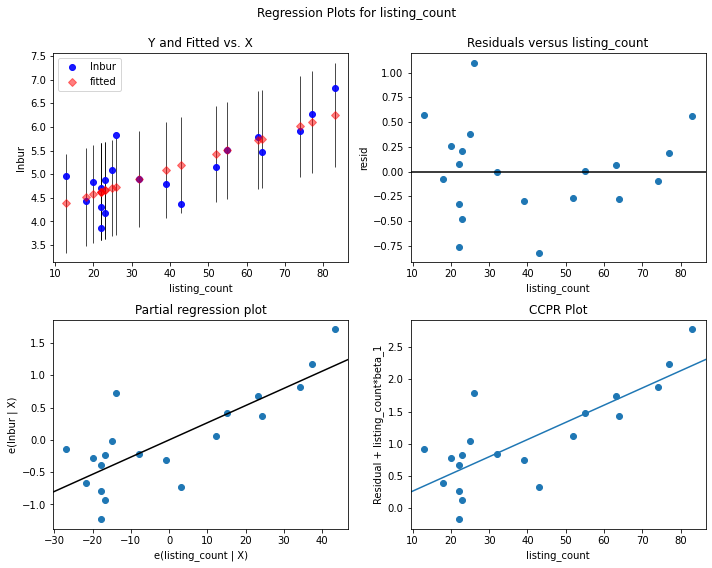 Regression Plots for listing_count
Y and Fitted vs. X
lnbur
fitted
7.5
7.0
6.5
6.0
5.5
5.0
4.5
4.0
3.5
lnbur
10 20 30 40 50 60 70 80
listing_count
Residuals versus listing_count
1.00
0.75
0.50
0.25
0.00
−0.25
−0.50
−0.75
resid
10 20 30 40 50 60 70 80
listing_count
Partial regression plot
1.5
1.0
0.5
0.0
−0.5
−1.0
e(lnbur | X)
−30 −20 −10 0 10 20 30 40
e(listing_count | X)
CCPR Plot
2.5
2.0
1.5
1.0
0.5
0.0
Residual + listing_count*beta_1
10 20 30 40 50 60 70 80
listing_count